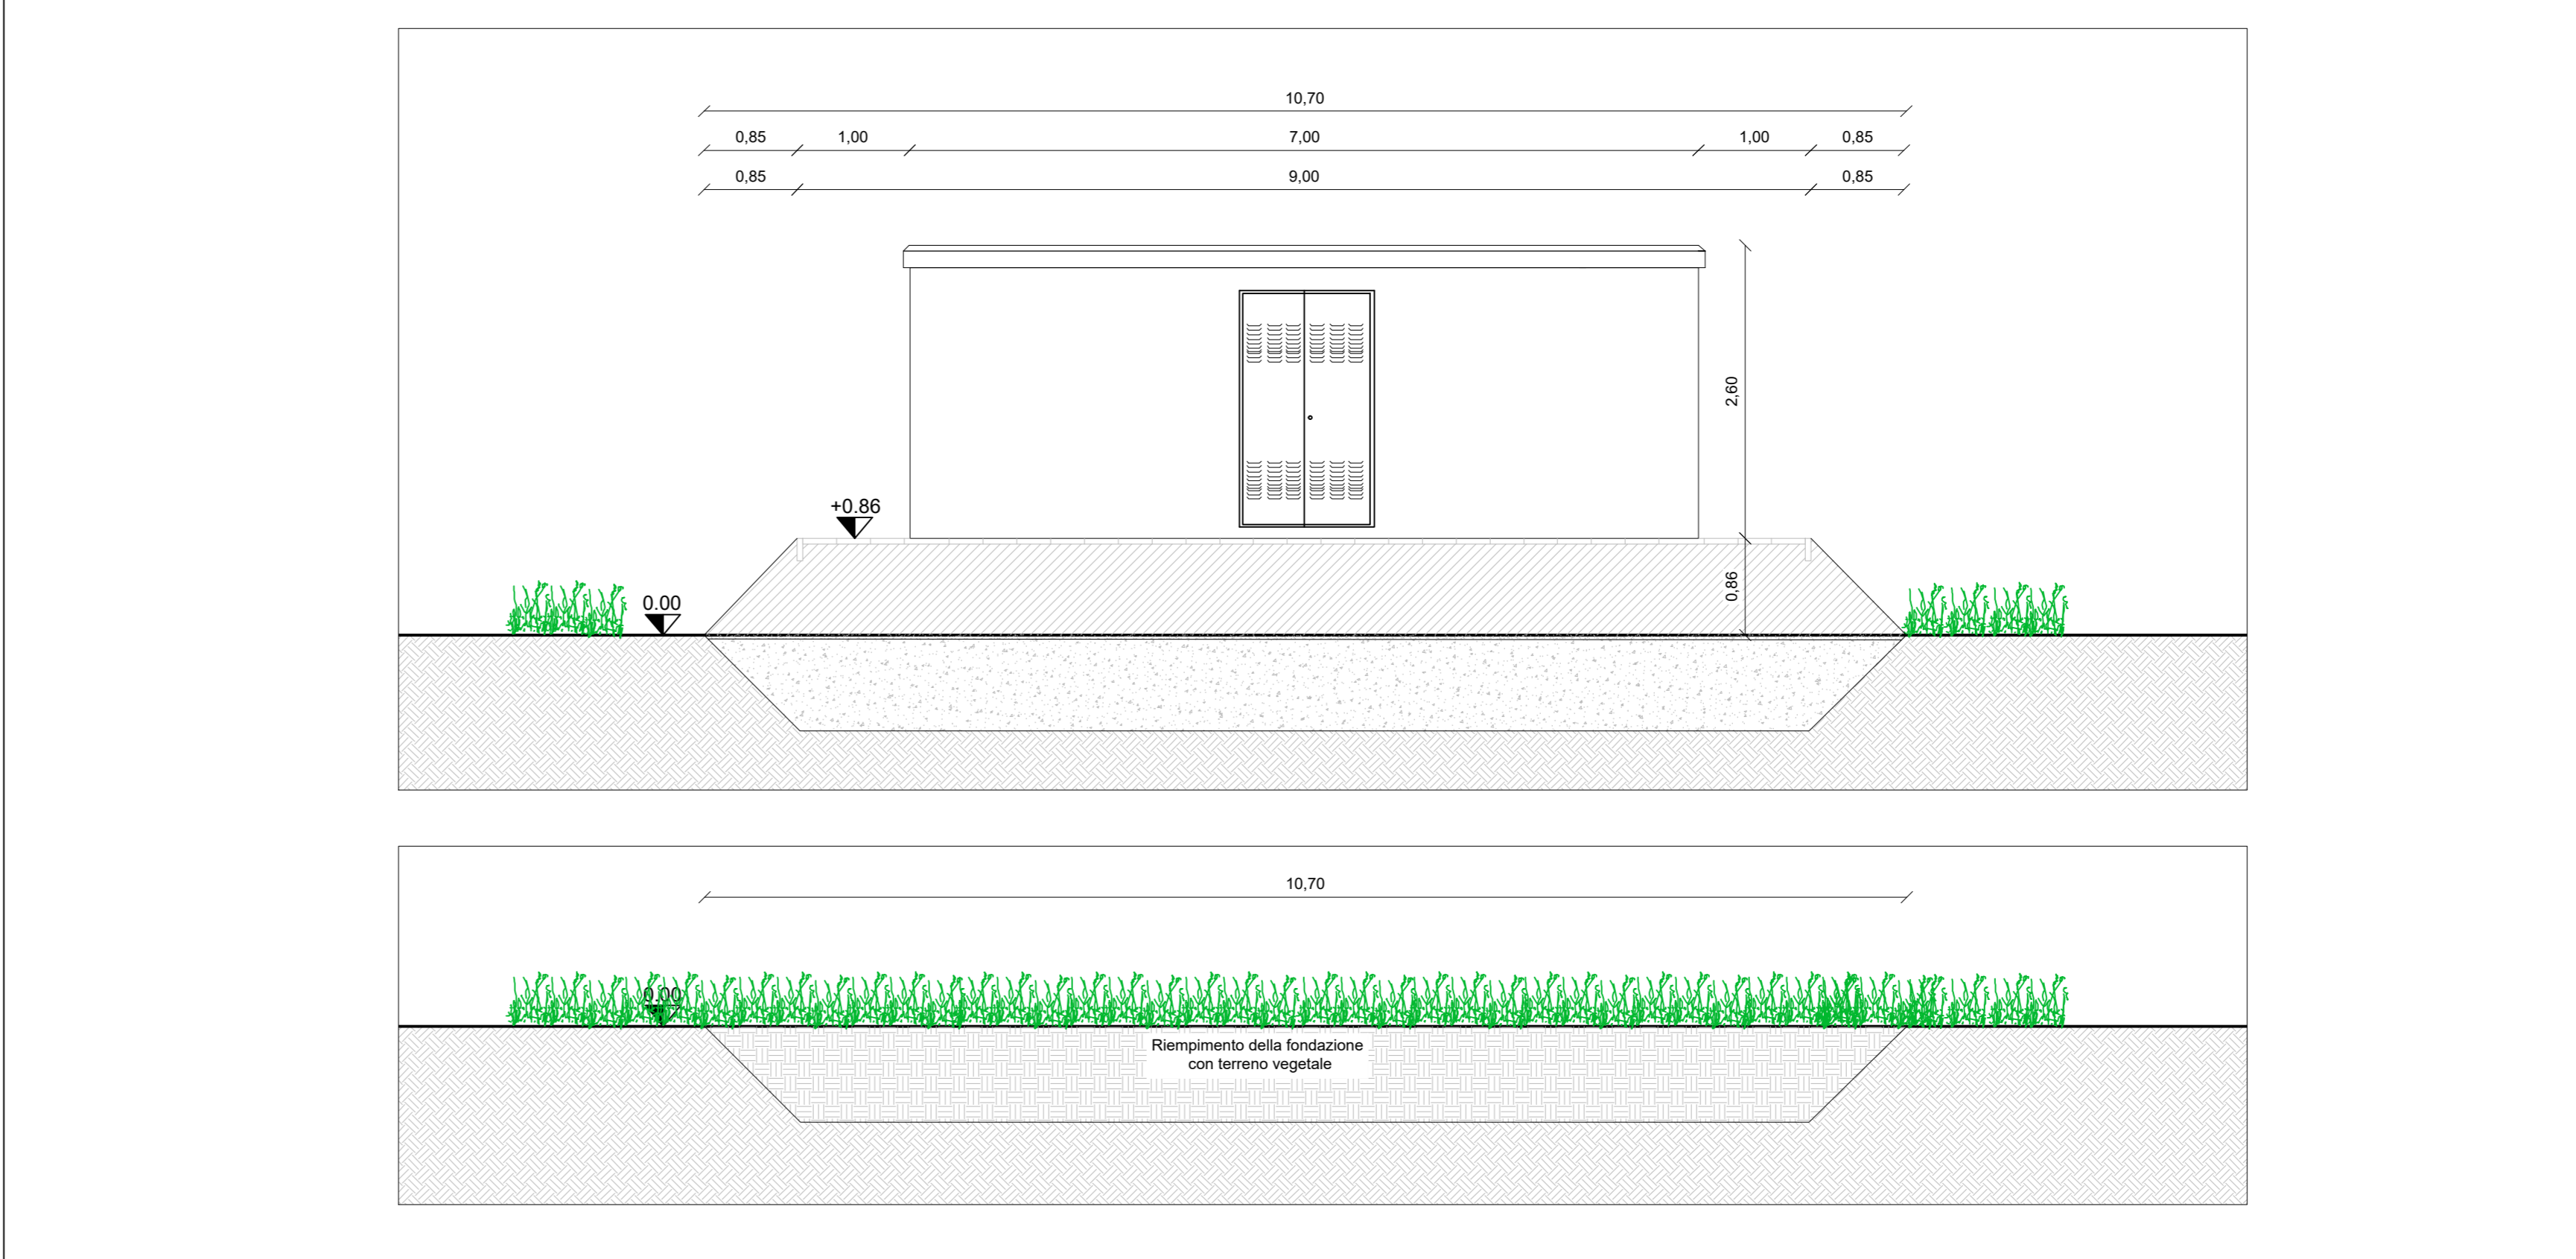 10,70
0,85 1,00 7,00 1,00 0,85
0,85 9,00 0,85
2,60
+0.86
0,86
0.00
10,70
0.00
Riempimento della fondazione
con terreno vegetale